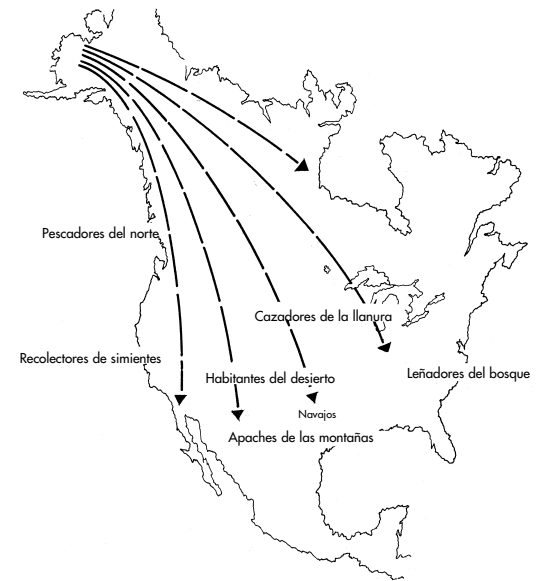 Pescadores del norte
Cazadores de la llanura
Recolectores de simientes
Habitantes del desierto
Leñadores del bosque
Navajos
Apaches de las montañas